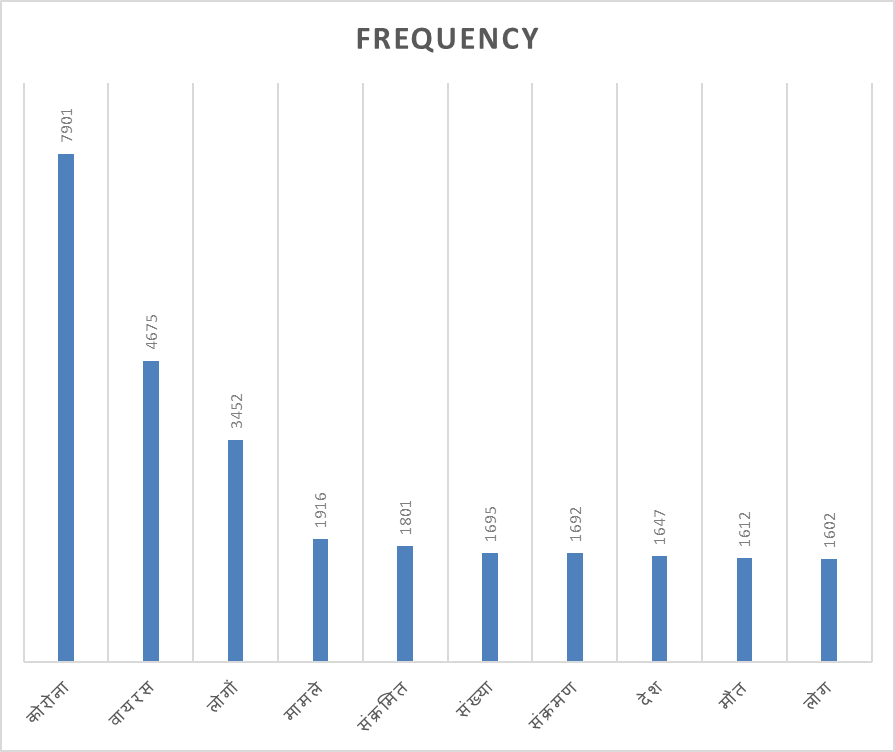 FREQUENCY
7901
4675
3452
1916
1801
1695
1692
1647
1612
1602
कोरोना
वायरस
लोगों
मामले
संक्रमित
संख्या
संक्रमण
देश
मौत
लोग